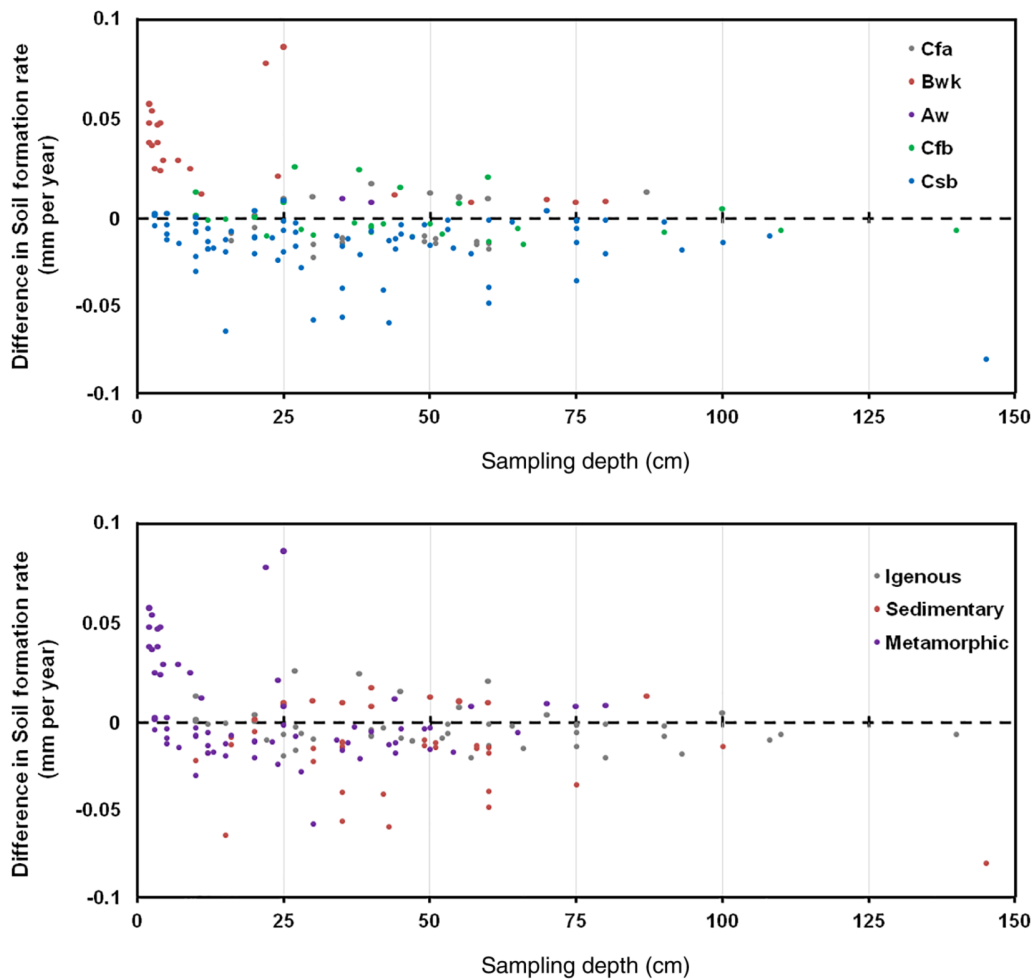 Difference in Soil formation rate
(mm per year)
0.1
0.05
0
-0.05
-0.1
Cfa
Bwk
Aw
Cfb
Csb
0 25 50 75 100 125 150
Sampling depth (cm)
Difference in Soil formation rate
(mm per year)
0.1
0.05
0
-0.05
-0.1
Igenous
Sedimentary
Metamorphic
0 25 50 75 100 125 150
Sampling depth (cm)